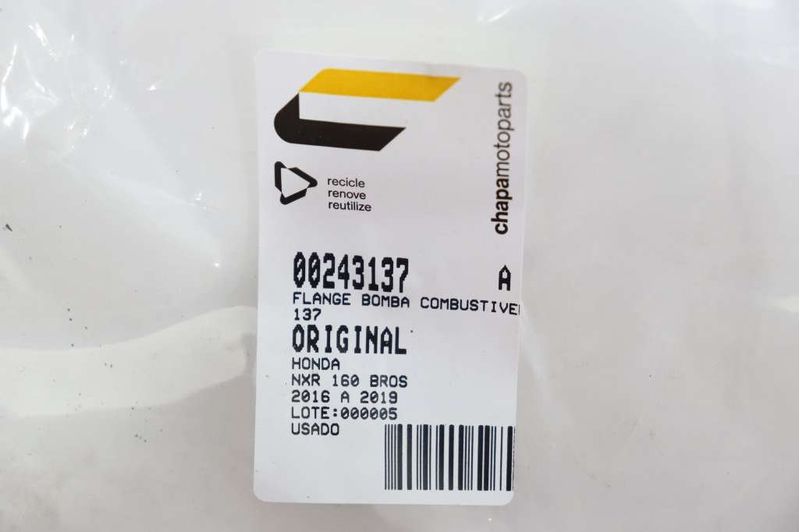 chapamotoparts
recicle
renove
reutilize
00243137 A
FLANGE BOMBA COMBUSTIVE
137
ORIGINAL
HONDA
NXR 160 BROS
2016 A 2019
LOTE:000005
USADO